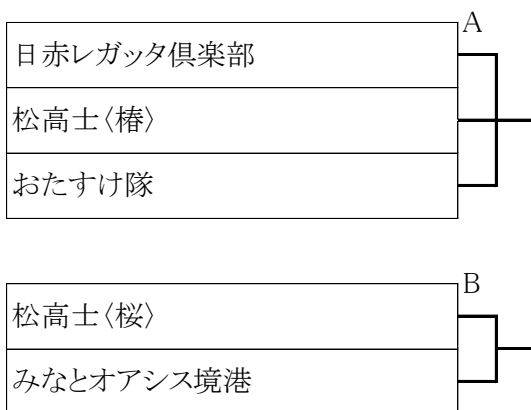 A
日赤レガッタ倶楽部
松高士〈椿〉
おたすけ隊
B
松高士〈桜〉
みなとオアシス境港